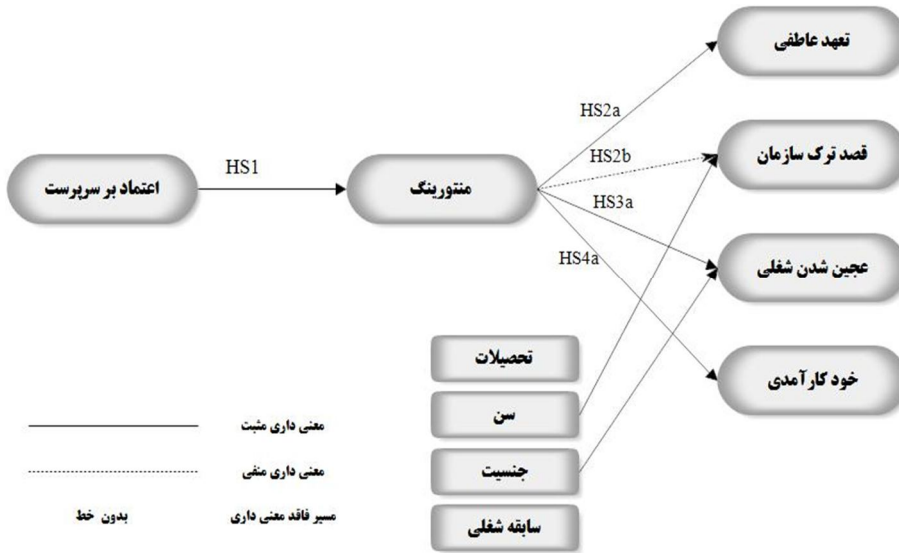 تعهد عاطفی
HS2a
قصد ترک سازمان
HS2b
HS1
اعتماد بر سرپرست
منتورینگ
HS3a
عجین شدن شغلی
HS4a
تحصیلات
خود کارآمدی
سن
معنی داری مثبت
جنسیت
معنی داری منفی
سابقه شغلی
مسیر فاقد معنی داری
بدون خط